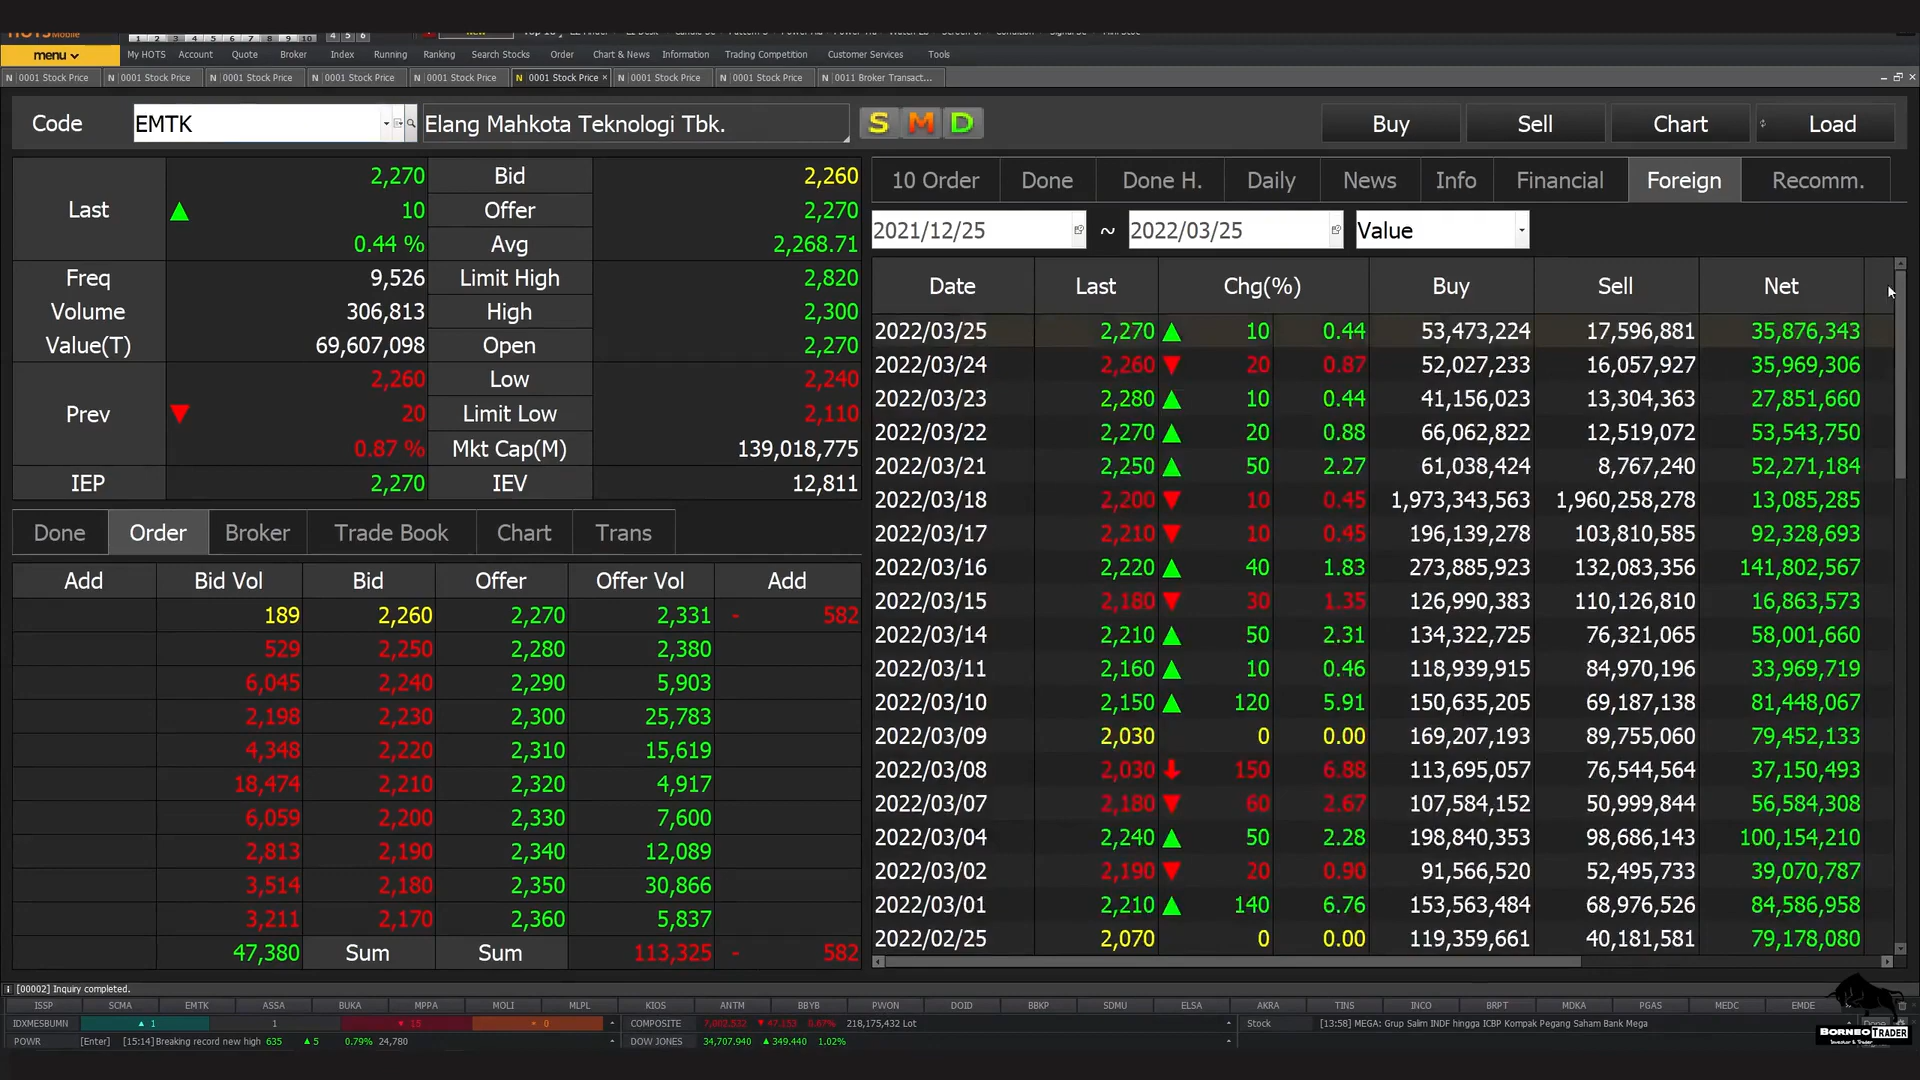 1 2 3 4 5 6 7 8 9 10 4 5 6
menu My HOTS Account Quote Broker Index Running Ranking Search Stocks Order Chart & News Information Trading Competition Customer Services Tools
N 0001 Stock Price N 0001 Stock Price N 0001 Stock Price N 0001 Stock Price N 0001 Stock Price N 0001 Stock Price × N 0001 Stock Price N 0001 Stock Price N 0011 Broker Transact...
Code EMTK Elang Mahkota Teknologi Tbk. S M D Buy Sell Chart Load
Last ▲ 2,270 Bid 2,260
10 Offer 2,270
0.44 % Avg 2,268.71
Freq 9,526 Limit High 2,820
Volume 306,813 High 2,300
Value(T) 69,607,098 Open 2,270
Prev ▼ 2,260 Low 2,240
20 Limit Low 2,110
0.87 % Mkt Cap(M) 139,018,775
IEP 2,270 IEV 12,811
Done Order Broker Trade Book Chart Trans
Add Bid Vol Bid Offer Offer Vol Add
189 2,260 2,270 2,331 - 582
529 2,250 2,280 2,380
6,045 2,240 2,290 5,903
2,198 2,230 2,300 25,783
4,348 2,220 2,310 15,619
18,474 2,210 2,320 4,917
6,059 2,200 2,330 7,600
2,813 2,190 2,340 12,089
3,514 2,180 2,350 30,866
3,211 2,170 2,360 5,837
47,380 Sum Sum 113,325 - 582
10 Order Done Done H. Daily News Info Financial Foreign Recomm.
2021/12/25 ~ 2022/03/25 Value
Date Last Chg(%) Buy Sell Net
2022/03/25 2,270 ▲ 10 0.44 53,473,224 17,596,881 35,876,343
2022/03/24 2,260 ▼ 20 0.87 52,027,233 16,057,927 35,969,306
2022/03/23 2,280 ▲ 10 0.44 41,156,023 13,304,363 27,851,660
2022/03/22 2,270 ▲ 20 0.88 66,062,822 12,519,072 53,543,750
2022/03/21 2,250 ▲ 50 2.27 61,038,424 8,767,240 52,271,184
2022/03/18 2,200 ▼ 10 0.45 1,973,343,563 1,960,258,278 13,085,285
2022/03/17 2,210 ▼ 10 0.45 196,139,278 103,810,585 92,328,693
2022/03/16 2,220 ▲ 40 1.83 273,885,923 132,083,356 141,802,567
2022/03/15 2,180 ▼ 30 1.35 126,990,383 110,126,810 16,863,573
2022/03/14 2,210 ▲ 50 2.31 134,322,725 76,321,065 58,001,660
2022/03/11 2,160 ▲ 10 0.46 118,939,915 84,970,196 33,969,719
2022/03/10 2,150 ▲ 120 5.91 150,635,205 69,187,138 81,448,067
2022/03/09 2,030 0 0.00 169,207,193 89,755,060 79,452,133
2022/03/08 2,030 ↓ 150 6.88 113,695,057 76,544,564 37,150,493
2022/03/07 2,180 ▼ 60 2.67 107,584,152 50,999,844 56,584,308
2022/03/04 2,240 ▲ 50 2.28 198,840,353 98,686,143 100,154,210
2022/03/02 2,190 ▼ 20 0.90 91,566,520 52,495,733 39,070,787
2022/03/01 2,210 ▲ 140 6.76 153,563,484 68,976,526 84,586,958
2022/02/25 2,070 0 0.00 119,359,661 40,181,581 79,178,080
[00002] Inquiry completed.
ISSP SCMA EMTK ASSA BUKA MPPA MOLI MLPL KIOS ANTM BBYB PWON DOID BBKP SDMU ELSA AKRA TINS INCO BRPT MDKA PGAS MEDC EMDE
IDXMESBUMN ▲ 1 1 ▼ 15 0 COMPOSITE 7,002.532 ▼ 47.153 0.67% 218,175,432 Lot Stock [13:58] MEGA: Grup Salim INDF hingga ICBP Kompak Pegang Saham Bank Mega
POWR [Enter] [15:14]Breaking record new high 635 ▲ 5 0.79% 24,780 DOW JONES 34,707.940 ▲ 349.440 1.02%
BORNEO TRADER
Investor & Trader